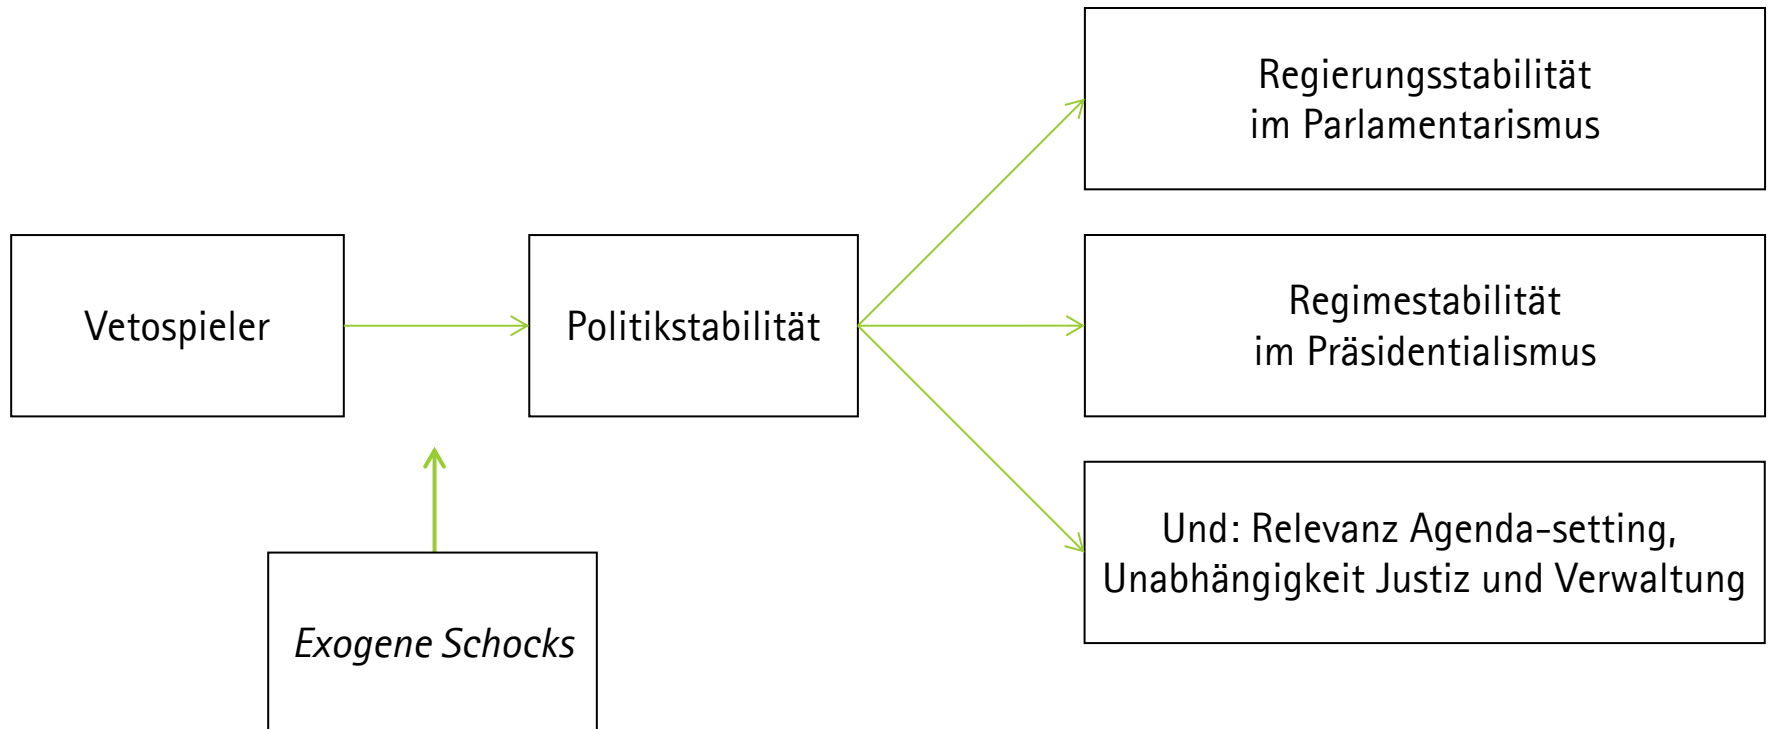 Regierungsstabilität
im Parlamentarismus
Vetospieler
Politikstabilität
Regimestabilität
im Präsidentialismus
Und: Relevanz Agenda-setting,
Unabhängigkeit Justiz und Verwaltung
Exogene Schocks